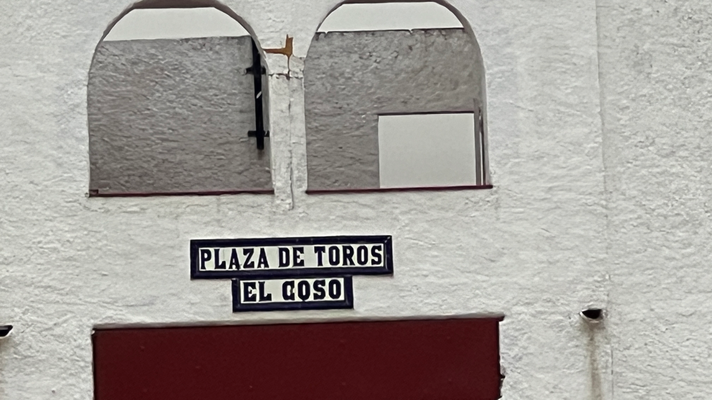 PLAZA DE TOROS
EL COSO